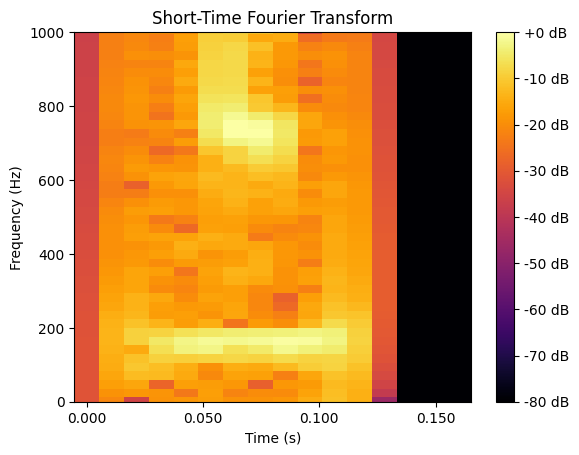 Short-Time Fourier Transform
1000
800
600
400
200
0
Frequency (Hz)
0.000
0.050
0.100
0.150
Time (s)
+0 dB
-10 dB
-20 dB
-30 dB
-40 dB
-50 dB
-60 dB
-70 dB
-80 dB